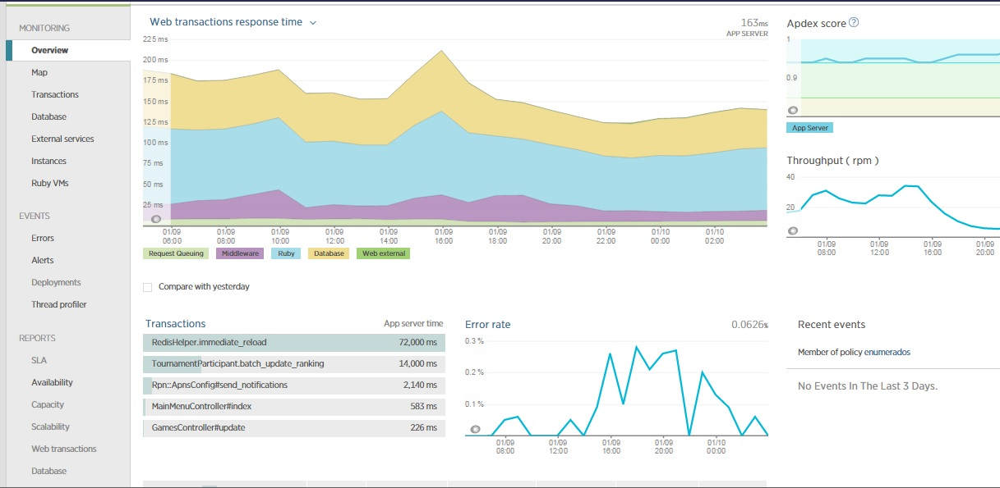 MONITORING
Overview
Map
Transactions
Database
External services
Instances
Ruby VMs
EVENTS
Errors
Alerts
Deployments
Thread profiler
REPORTS
SLA
Availability
Capacity
Scalability
Web transactions
Database
Web transactions response time
163ms
APP SERVER
225 ms
200 ms
175 ms
150 ms
125 ms
100 ms
75 ms
50 ms
25 ms
01/09 01/09 01/09 01/09 01/09 01/09 01/09 01/09 01/09 01/10 01/10
06:00 08:00 10:00 12:00 14:00 16:00 18:00 20:00 22:00 00:00 02:00
Request Queuing Middleware Ruby Database Web external
Compare with yesterday
Apdex score ?
1
0.9
App Server
Throughput ( rpm )
40
20
01/09 01/09 01/09 01/09
08:00 12:00 16:00 20:00
Transactions App server time
RedisHelper.immediate_reload 72,000 ms
TournamentParticipant.batch_update_ranking 14,000 ms
Rpn::ApnsConfig#send_notifications 2,140 ms
MainMenuController#index 583 ms
GamesController#update 226 ms
Error rate 0.0626%
0.3 %
0.2 %
0.1 %
01/09 01/09 01/09 01/09 01/10
08:00 12:00 16:00 20:00 00:00
Recent events
Member of policy enumerados
No Events In The Last 3 Days.